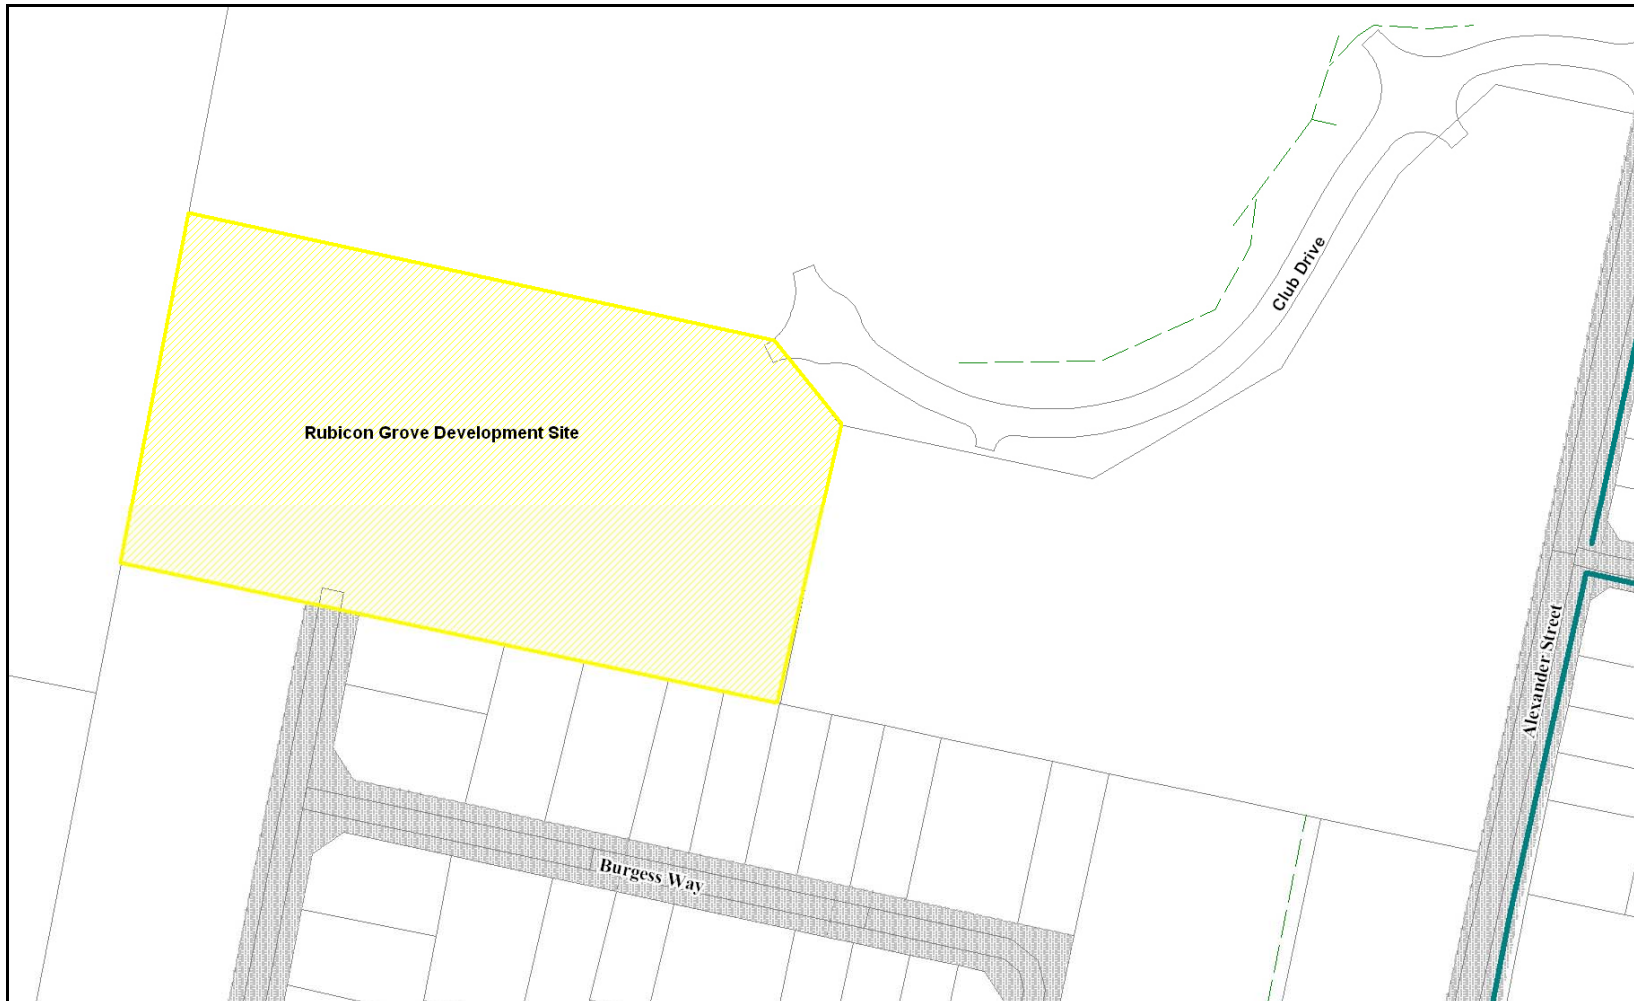 Club Drive
Rubicon Grove Development Site
Alexander Street
Burgess Way